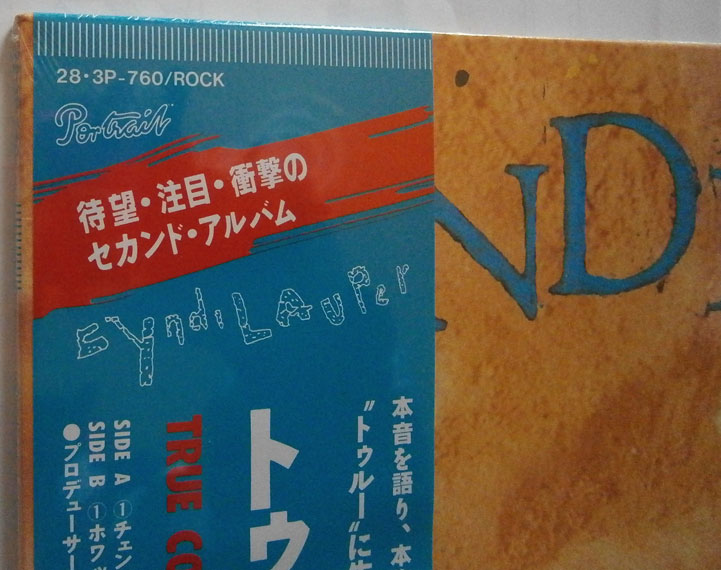 28・3P-760/ROCK
Portrait
待望・注目・衝撃の
セカンド・アルバム
CYndi LAuPer
ND
本音を語り、本
"トゥルー"に生
トゥ
TRUE CO
SIDE A ①チェン
SIDE B ①ホワッ
●プロデューサー